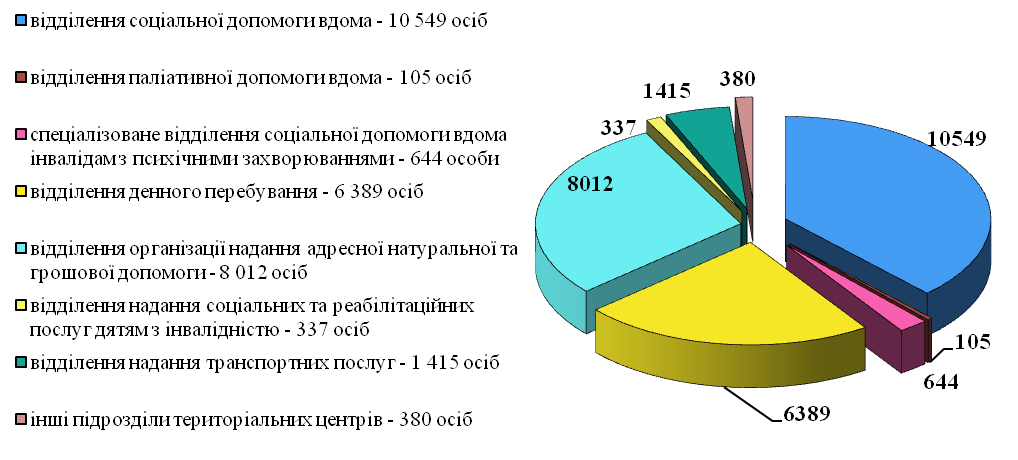 відділення соціальної допомоги вдома - 10 549 осіб
відділення паліативної допомоги вдома - 105 осіб
спеціалізоване відділення соціальної допомоги вдома
інвалідам з психічними захворюваннями - 644 особи
відділення денного перебування - 6 389 осіб
відділення організації надання адресної натуральної та
грошової допомоги - 8 012 осіб
відділення надання соціальних та реабілітаційних
послуг дятям з інвалідністю - 337 осіб
відділення надання транспортних послуг - 1 415 осіб
інші підрозділи територіальних центрів - 380 осіб
380
1415
337
10549
8012
105
644
6389